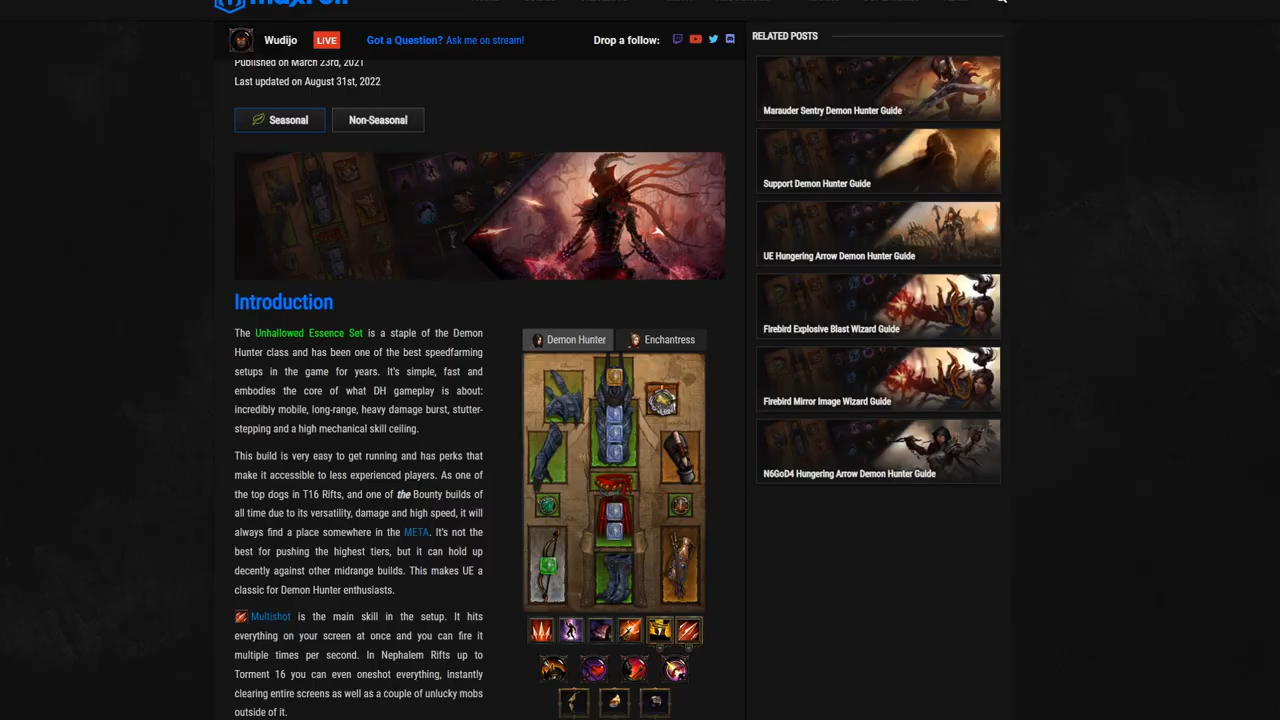 Wudijo
LIVE
Got a Question? Ask me on stream!
Drop a follow:
Published on March 23rd, 2021
Last updated on August 31st, 2022
Seasonal
Non-Seasonal
Introduction
The Unhallowed Essence Set is a staple of the Demon
Hunter class and has been one of the best speedfarming
setups in the game for years. It's simple, fast and
embodies the core of what DH gameplay is about:
incredibly mobile, long-range, heavy damage burst, stutter-
stepping and a high mechanical skill ceiling.
This build is very easy to get running and has perks that
make it accessible to less experienced players. As one of
the top dogs in T16 Rifts, and one of the Bounty builds of
all time due to its versatility, damage and high speed, it will
always find a place somewhere in the META. It's not the
best for pushing the highest tiers, but it can hold up
decently against other midrange builds. This makes UE a
classic for Demon Hunter enthusiasts.
Multishot is the main skill in the setup. It hits
everything on your screen at once and you can fire it
multiple times per second. In Nephalem Rifts up to
Torment 16 you can even oneshot everything, instantly
clearing entire screens as well as a couple of unlucky mobs
outside of it.
Demon Hunter
Enchantress
RELATED POSTS
Marauder Sentry Demon Hunter Guide
Support Demon Hunter Guide
UE Hungering Arrow Demon Hunter Guide
Firebird Explosive Blast Wizard Guide
Firebird Mirror Image Wizard Guide
N6GoD4 Hungering Arrow Demon Hunter Guide